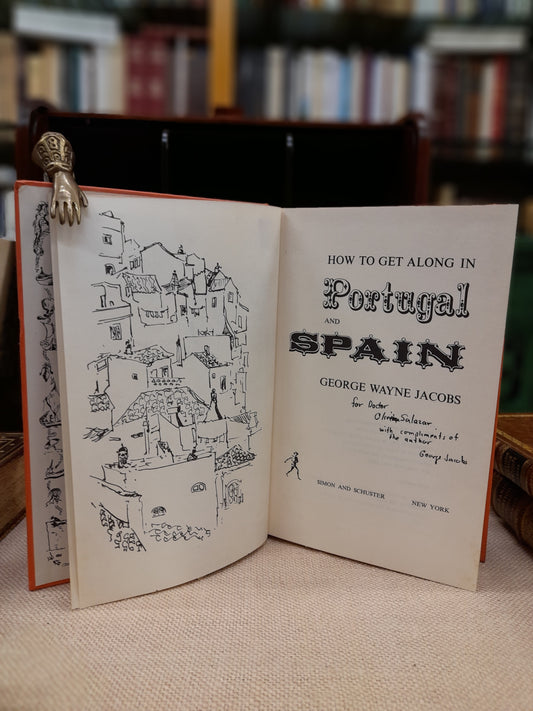 HOW TO GET ALONG IN
Portugal
AND
SPAIN
GEORGE WAYNE JACOBS
for Doctor
Salazar
with compliments of
the author
George Jacobs
SIMON AND SCHUSTER NEW YORK